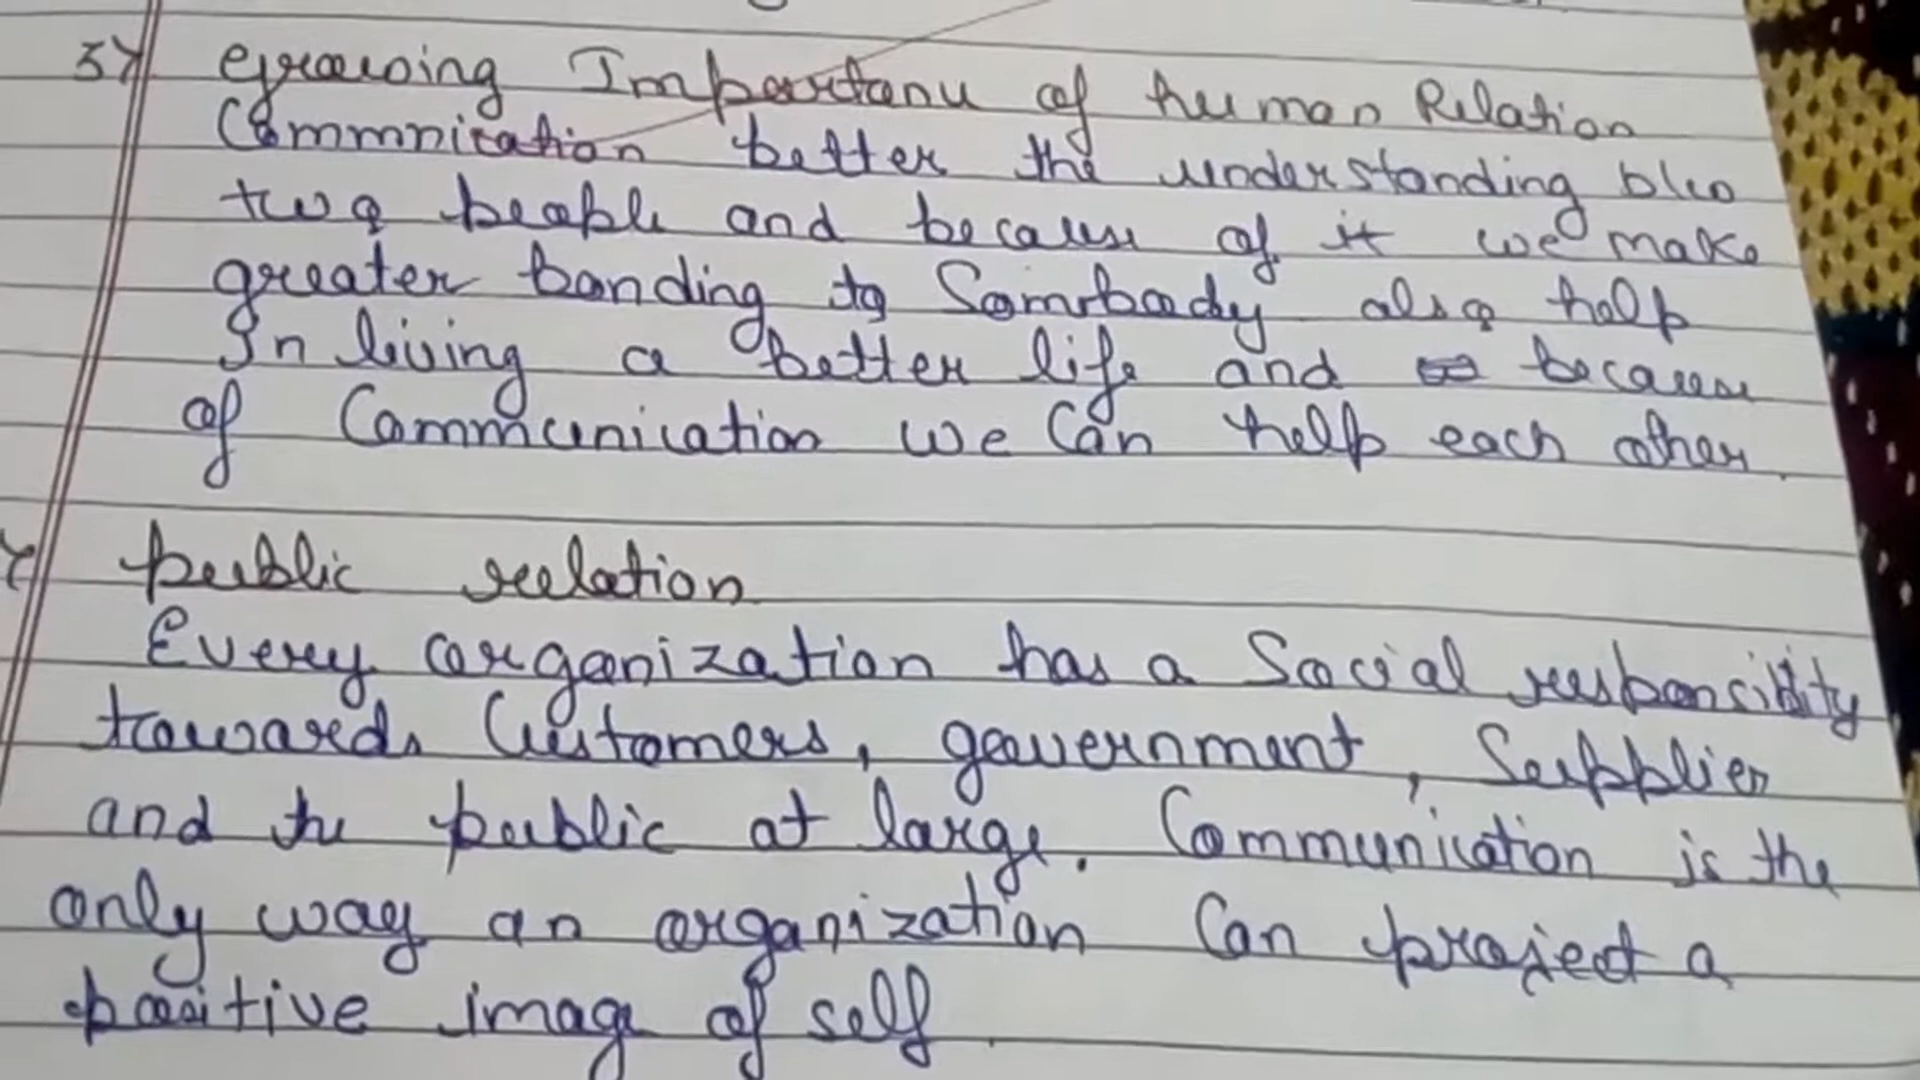 3) Growing Importance of human Relation
Commnication better the understanding b/w
two people and because of it we make
greater bonding to Somebody also help
In living a better life and because
of Communication we Can help each other
public relation
Every organization has a Social responsibility
towards Customers, government, Supplier
and the public at large. Communication is the
only way an organization Can project a
positive image of self.